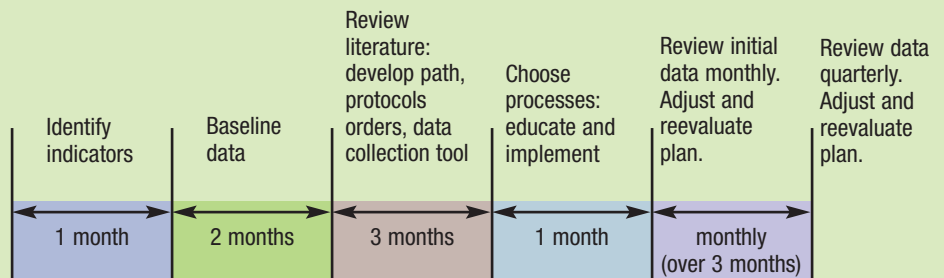 Identify
indicators
Baseline
data
Review
literature:
develop path,
protocols
orders, data
collection tool
Choose
processes:
educate and
implement
Review initial
data monthly.
Adjust and
reevaluate
plan.
Review data
quarterly.
Adjust and
reevaluate
plan.
1 month
2 months
3 months
1 month
monthly
(over 3 months)